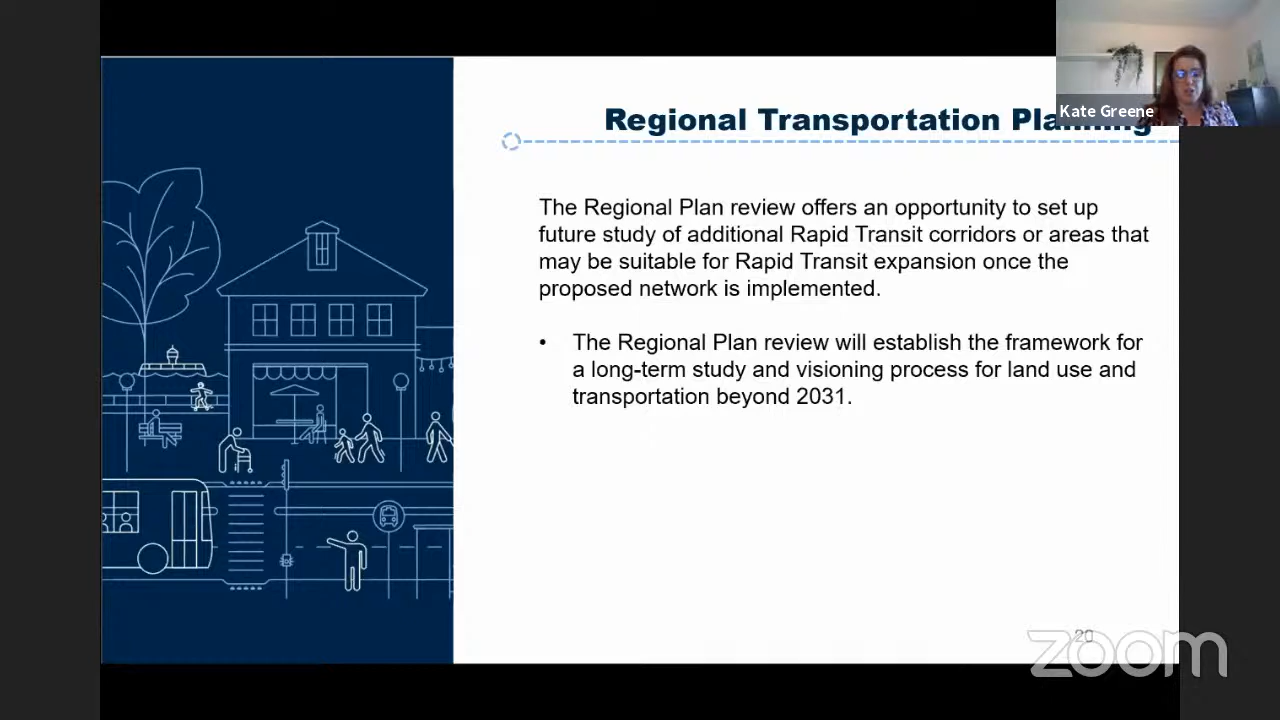 Kate Greene
Regional Transportation Planning
The Regional Plan review offers an opportunity to set up
future study of additional Rapid Transit corridors or areas that
may be suitable for Rapid Transit expansion once the
proposed network is implemented.
• The Regional Plan review will establish the framework for
a long-term study and visioning process for land use and
transportation beyond 2031.
20
zoom